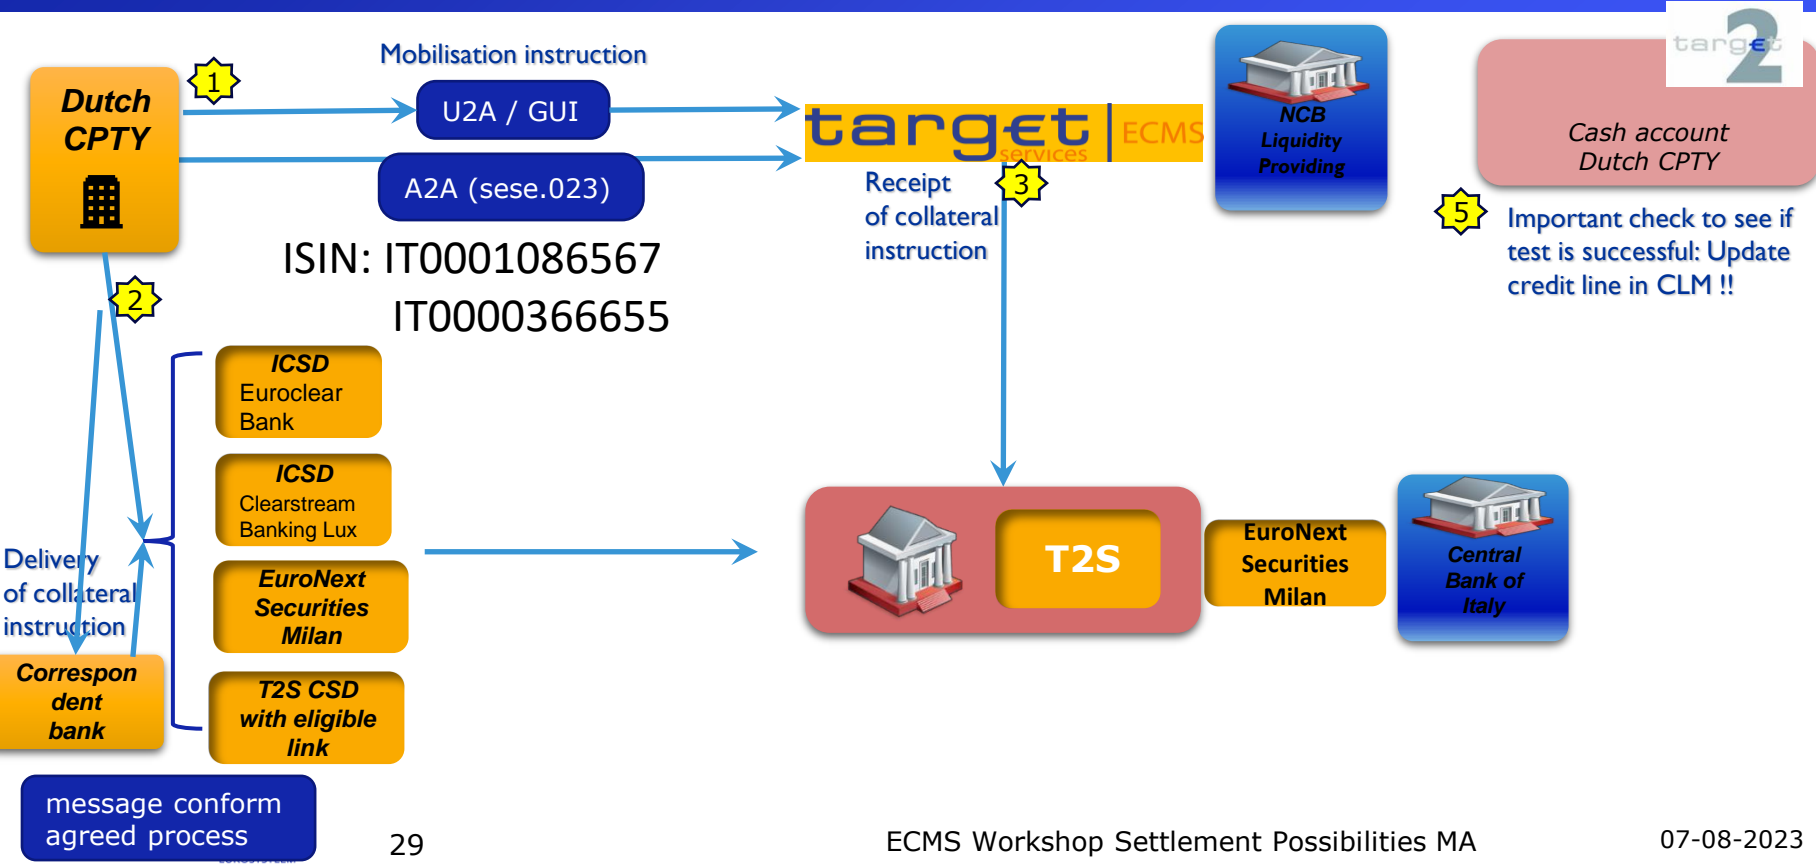 Mobilisation instruction
1
Dutch
CPTY
U2A / GUI
A2A (sese.023)
target
services
ECMS
NCB
Liquidity
Providing
target
2
Cash account
Dutch CPTY
Receipt
of collateral
instruction
3
5
Important check to see if
test is successful: Update
credit line in CLM !!
ISIN: IT0001086567
IT0000366655
2
ICSD
Euroclear
Bank
ICSD
Clearstream
Banking Lux
EuroNext
Securities
Milan
T2S CSD
with eligible
link
Delivery
of collateral
instruction
Correspon
dent
bank
T2S
EuroNext
Securities
Milan
Central
Bank of
Italy
message conform
agreed process
29
ECMS Workshop Settlement Possibilities MA
07-08-2023